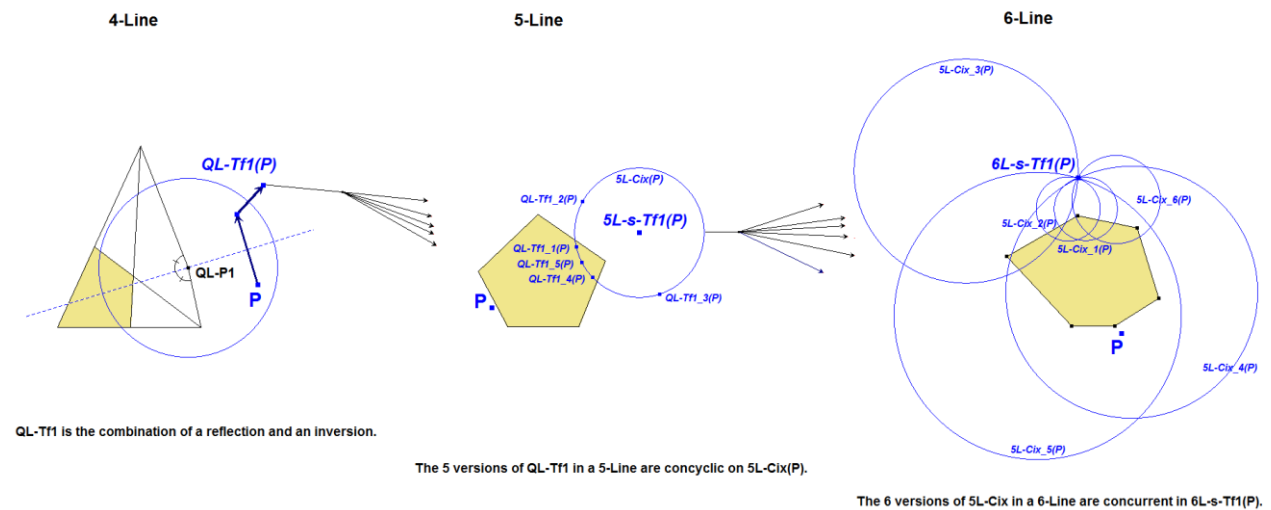 4-Line
5-Line
6-Line
QL-Tf1(P)
QL-P1
P
5L-Cix(P)
QL-Tf1_2(P)
5L-s-Tf1(P)
QL-Tf1_1(P)
QL-Tf1_5(P)
QL-Tf1_4(P)
QL-Tf1_3(P)
P
5L-Cix_3(P)
6L-s-Tf1(P)
5L-Cix_6(P)
5L-Cix_2(P)
5L-Cix_1(P)
P
5L-Cix_4(P)
5L-Cix_5(P)
QL-Tf1 is the combination of a reflection and an inversion.
The 5 versions of QL-Tf1 in a 5-Line are concyclic on 5L-Cix(P).
The 6 versions of 5L-Cix in a 6-Line are concurrent in 6L-s-Tf1(P).